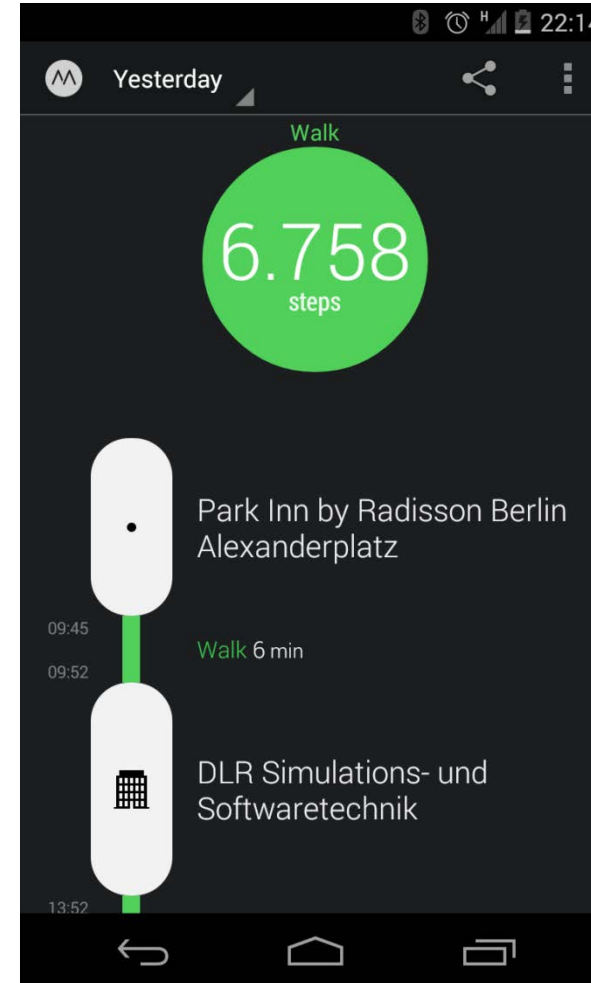 H 22:14
Yesterday
Walk
6.758
steps
Park Inn by Radisson Berlin
Alexanderplatz
09:45
Walk 6 min
09:52
DLR Simulations- und
Softwaretechnik
13:52